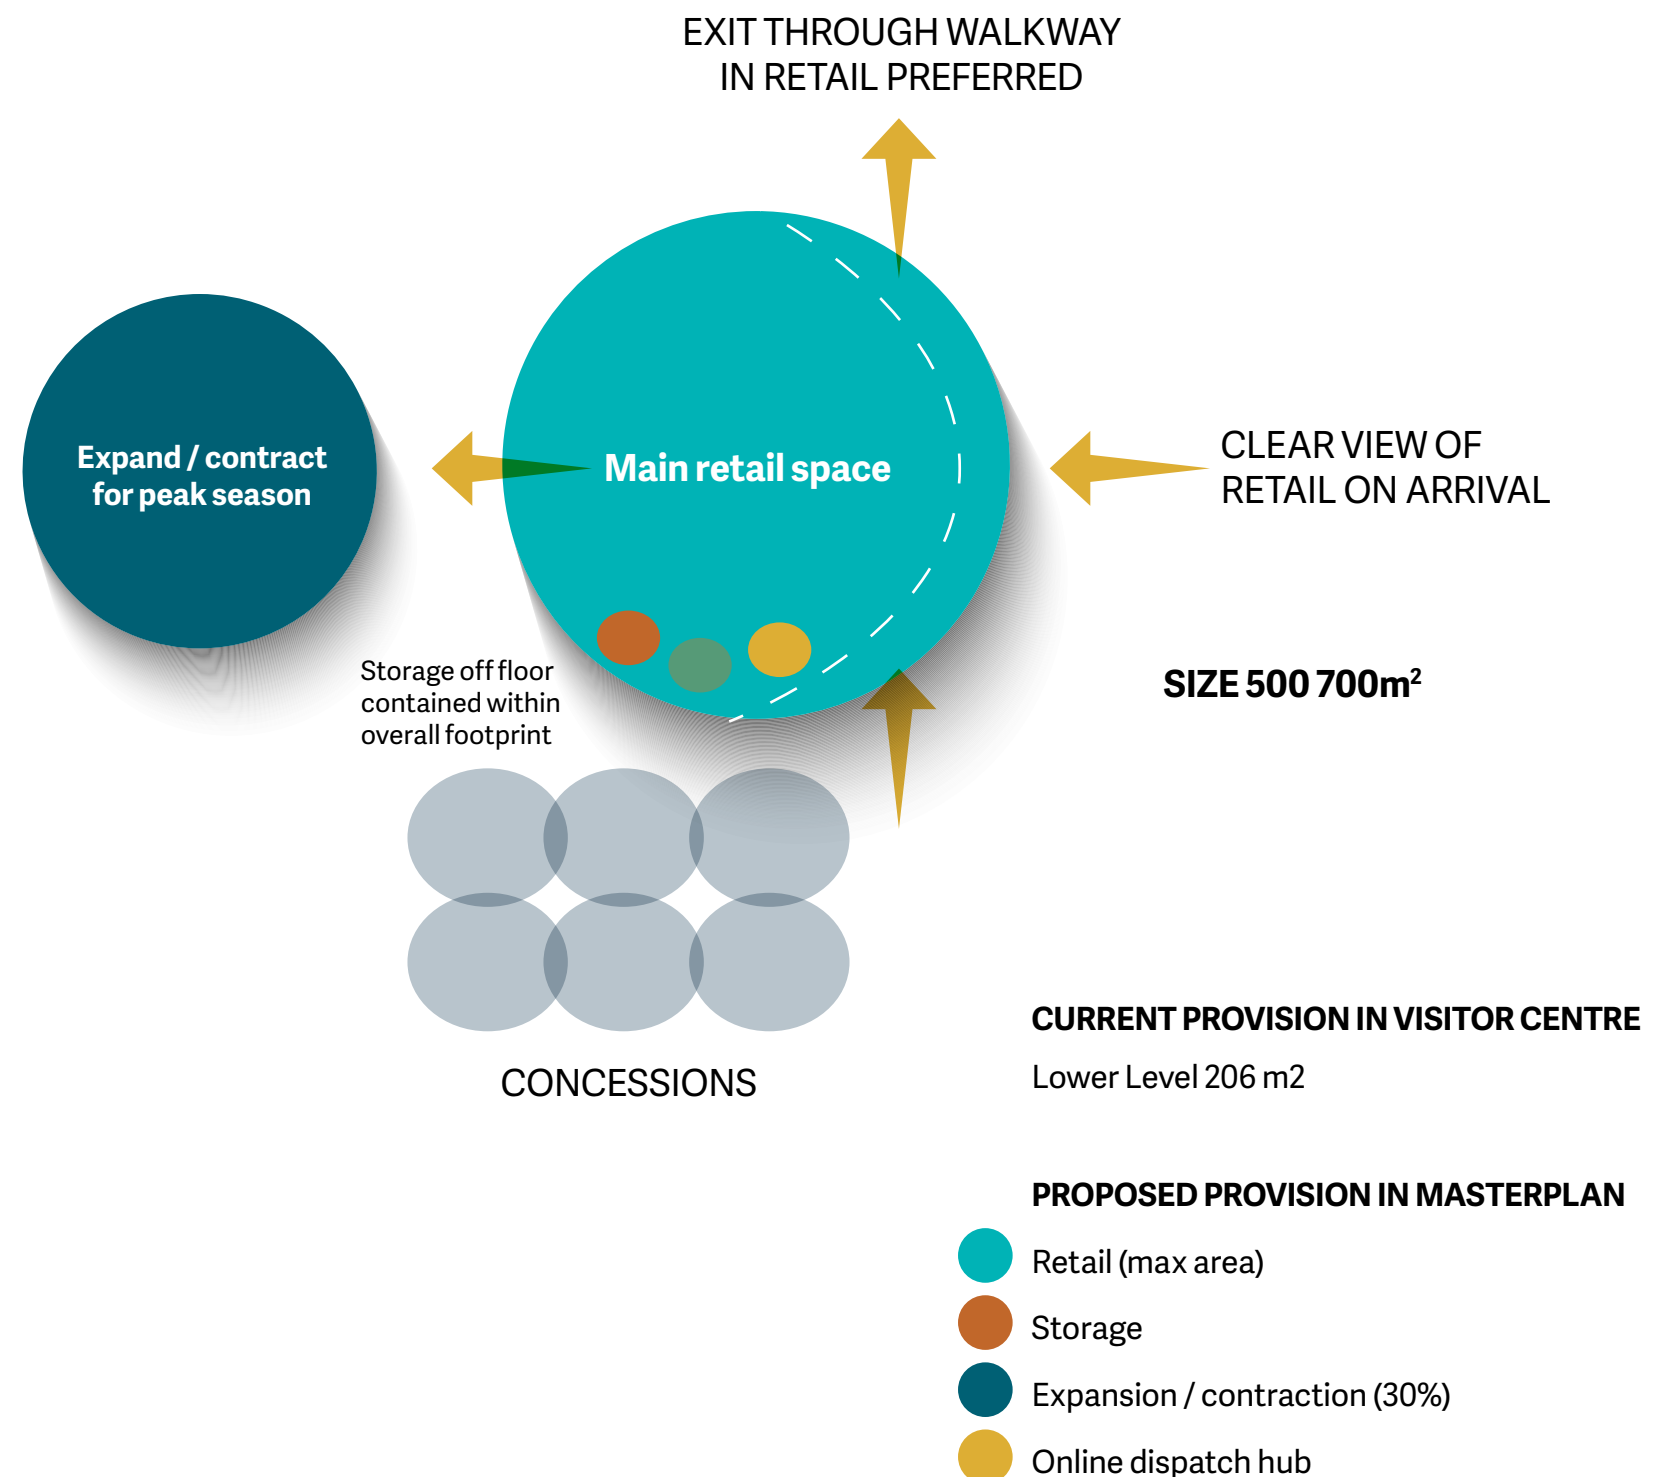 EXIT THROUGH WALKWAY
IN RETAIL PREFERRED
Expand / contract
for peak season
Main retail space
CLEAR VIEW OF
RETAIL ON ARRIVAL
Storage off floor
contained within
overall footprint
SIZE 500 700m²
CONCESSIONS
CURRENT PROVISION IN VISITOR CENTRE
Lower Level 206 m2
PROPOSED PROVISION IN MASTERPLAN
Retail (max area)
Storage
Expansion / contraction (30%)
Online dispatch hub